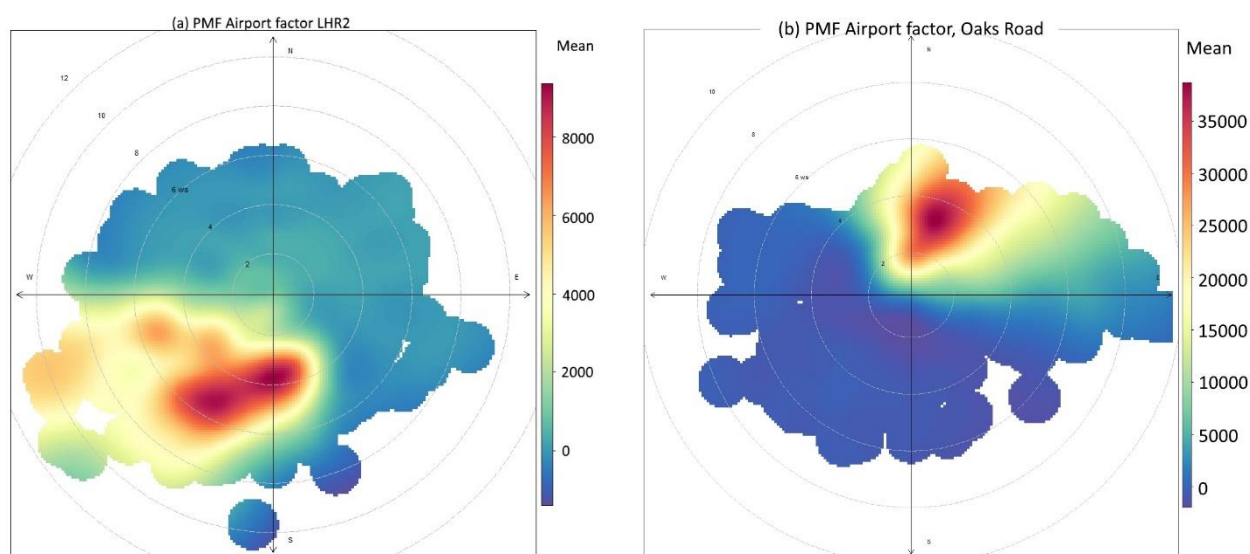 (a) PMF Airport factor LHR2
Mean
N
12
10
8
6 ws
4
2
W
E
S
8000
6000
4000
2000
0
(b) PMF Airport factor, Oaks Road
Mean
N
10
8
6 ws
4
2
W
E
S
35000
30000
25000
20000
15000
10000
5000
0